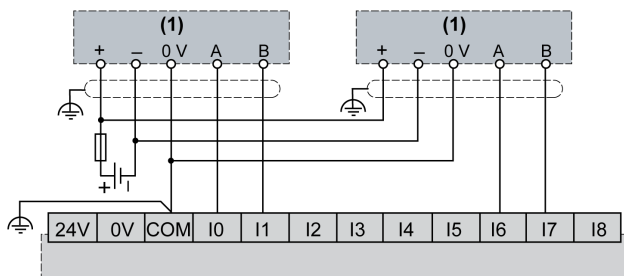 (1) (1)
+ – 0 V A B + – 0 V A B
+ –
24V 0V COM I0 I1 I2 I3 I4 I5 I6 I7 I8